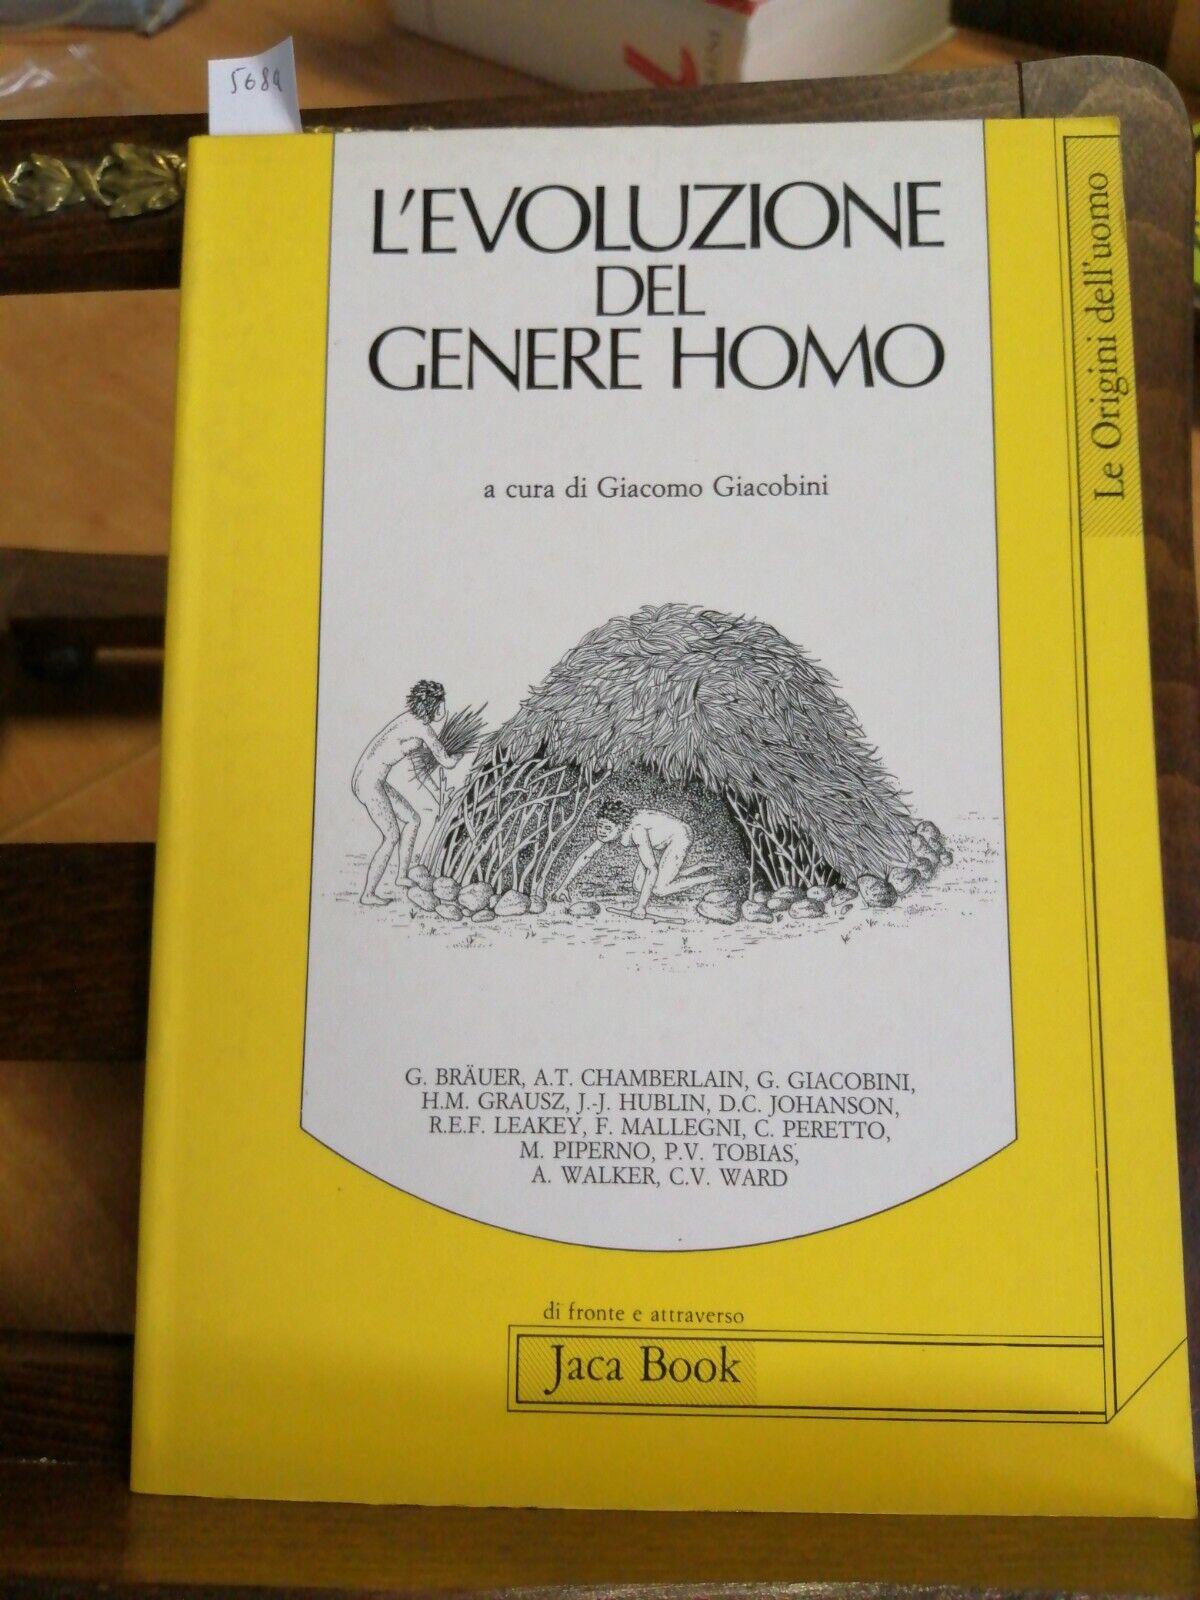 5684
L'EVOLUZIONE
DEL
GENERE HOMO
a cura di Giacomo Giacobini
Le Origini dell'uomo
G. BRÄUER, A.T. CHAMBERLAIN, G. GIACOBINI,
H.M. GRAUSZ, J.-J. HUBLIN, D.C. JOHANSON,
R.E.F. LEAKEY, F. MALLEGNI, C. PERETTO,
M. PIPERNO, P.V. TOBIAS,
A. WALKER, C.V. WARD
di fronte e attraverso
Jaca Book